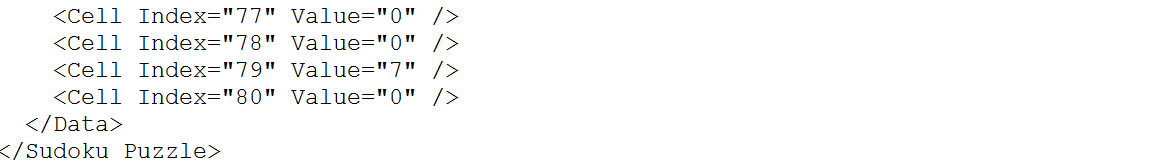 <Cell Index="77" Value="0" />
<Cell Index="78" Value="0" />
<Cell Index="79" Value="7" />
<Cell Index="80" Value="0" />
</Data>
</Sudoku Puzzle>